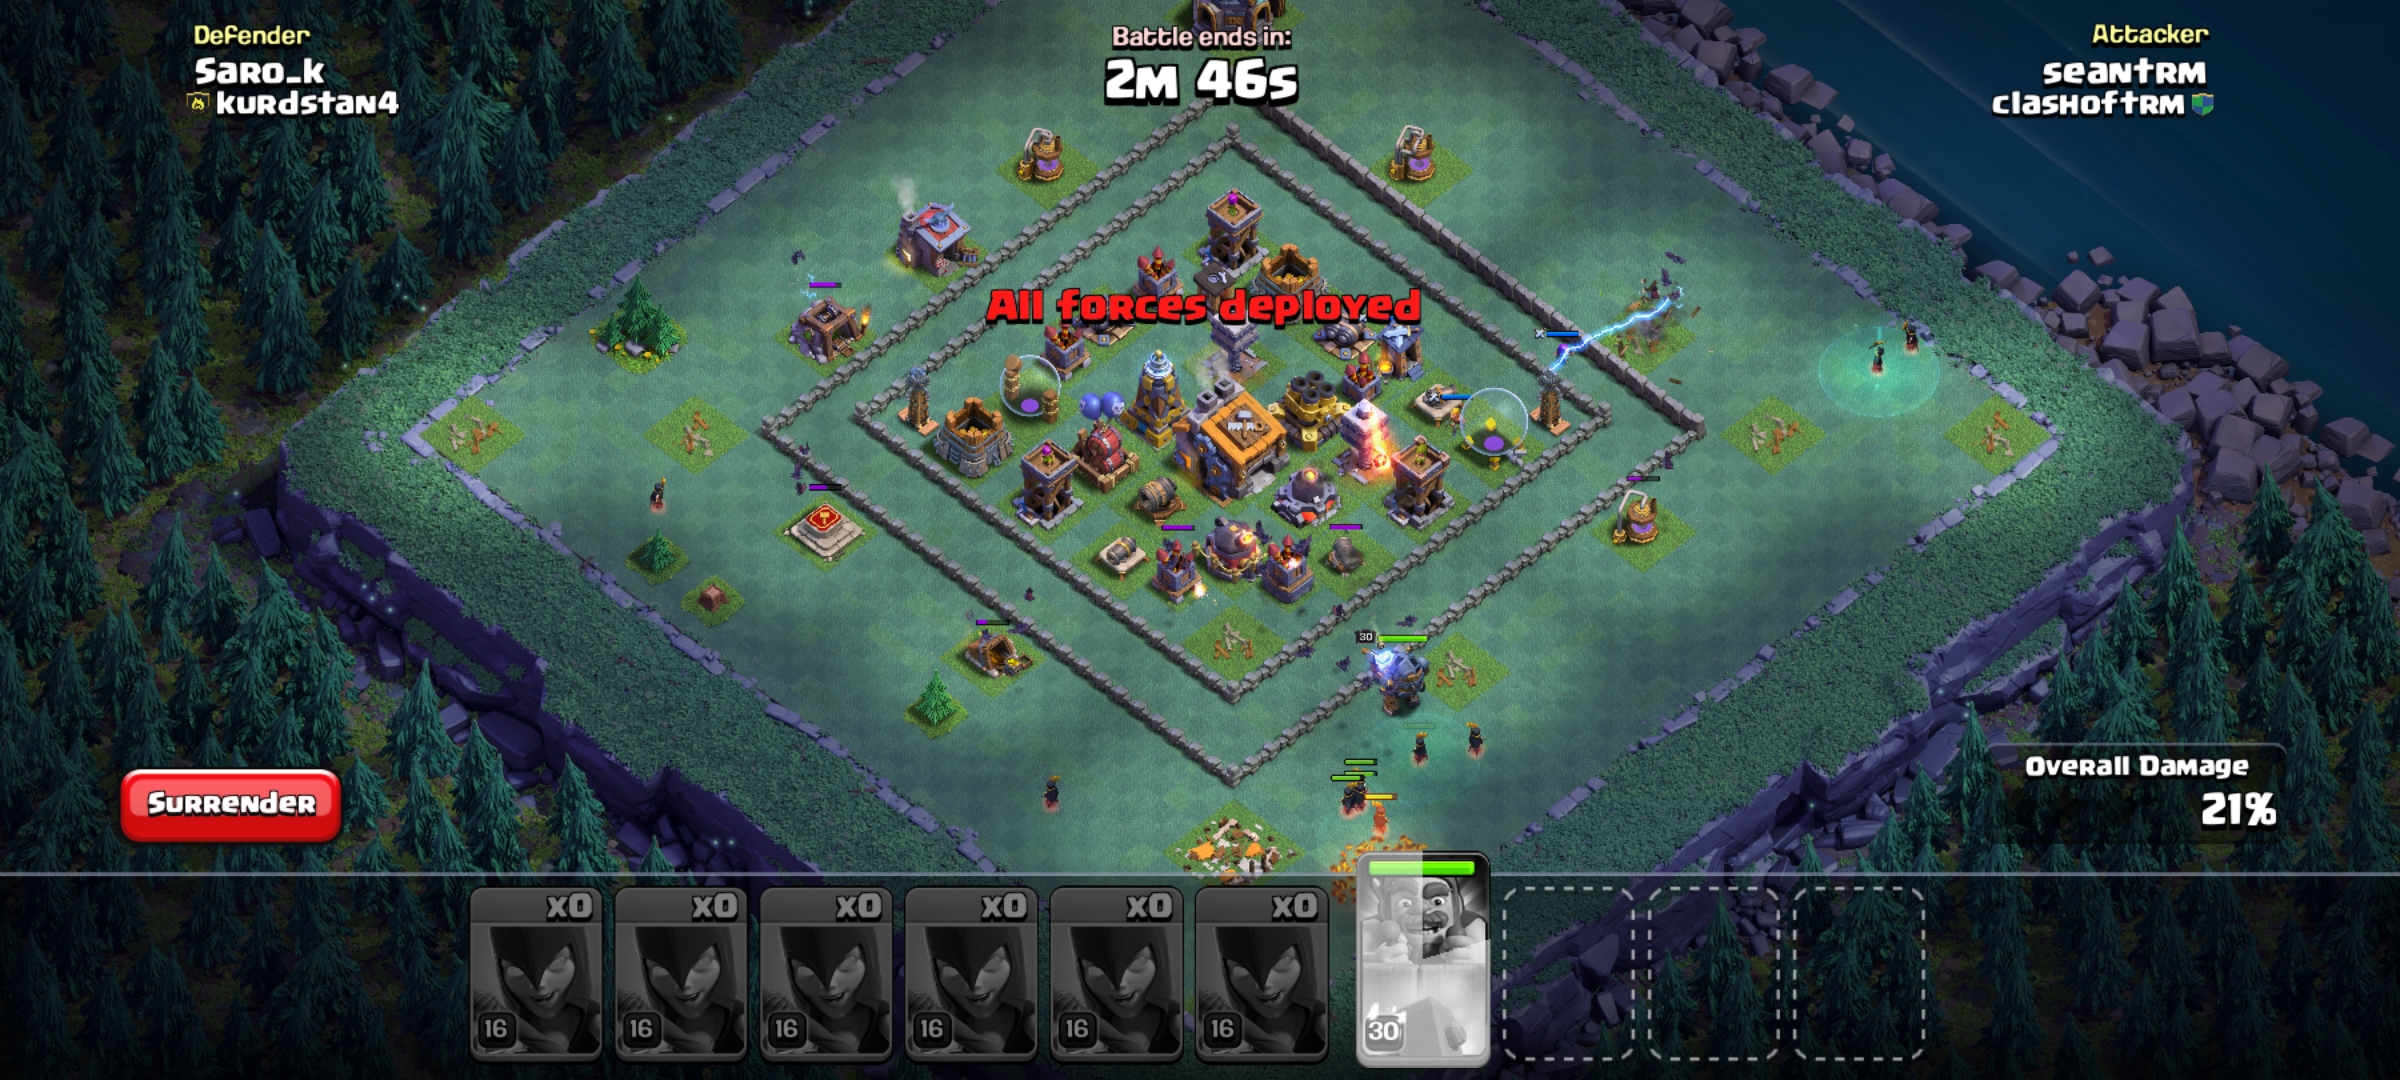 Defender
Saro_k
kurdstan4
Battle ends in:
2m 46s
Attacker
seantrm
clashoftrm
All forces deployed
30
Surrender
Overall Damage
21%
x0
x0
x0
x0
x0
x0
16
16
16
16
16
16
30